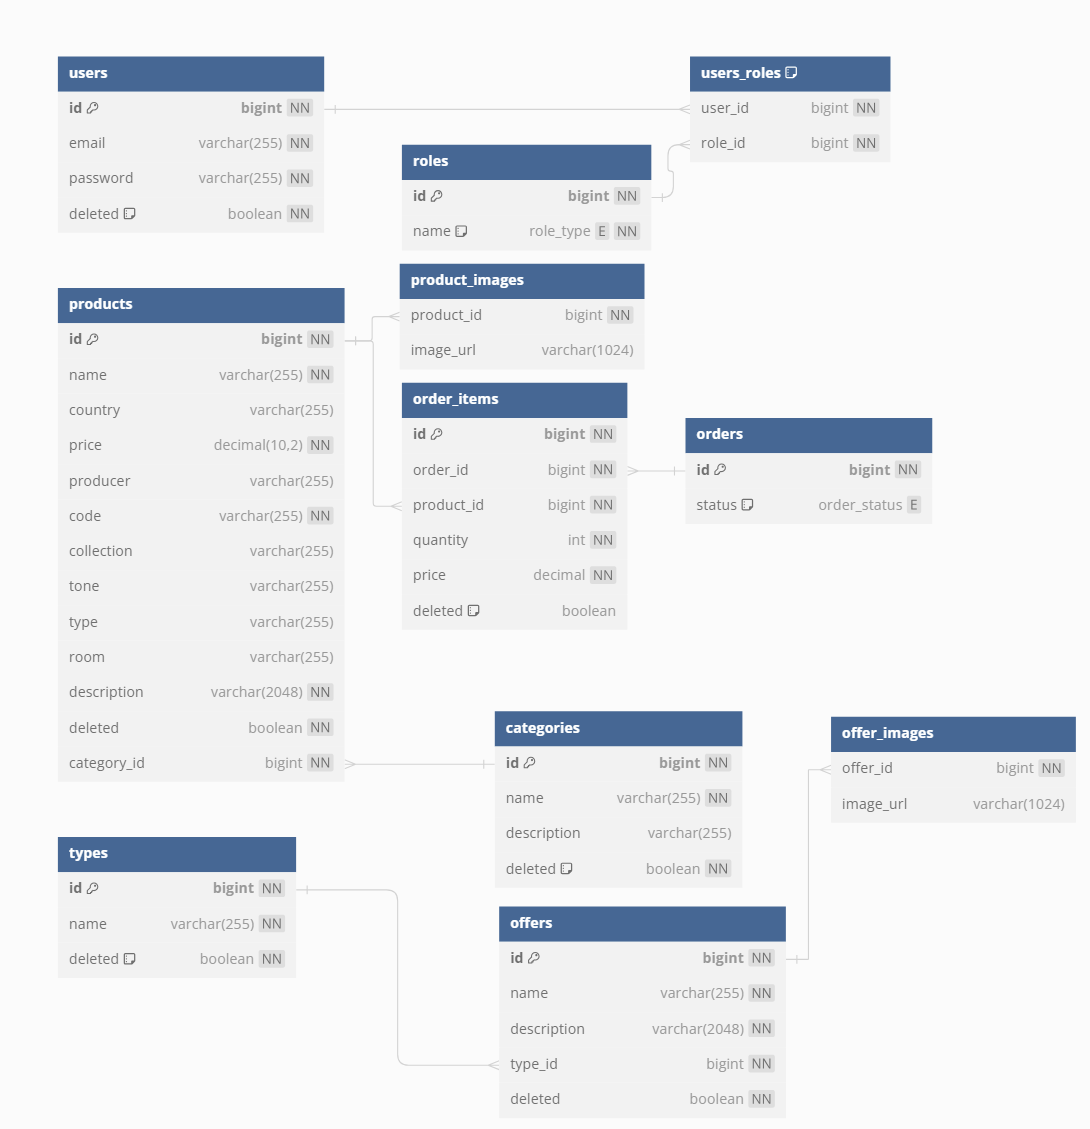 users
id bigint NN
email varchar(255) NN
password varchar(255) NN
deleted boolean NN
users_roles
user_id bigint NN
role_id bigint NN
roles
id bigint NN
name role_type E NN
product_images
product_id bigint NN
image_url varchar(1024)
products
id bigint NN
name varchar(255) NN
country varchar(255)
price decimal(10,2) NN
producer varchar(255)
code varchar(255) NN
collection varchar(255)
tone varchar(255)
type varchar(255)
room varchar(255)
description varchar(2048) NN
deleted boolean NN
category_id bigint NN
order_items
id bigint NN
order_id bigint NN
product_id bigint NN
quantity int NN
price decimal NN
deleted boolean
orders
id bigint NN
status order_status E
categories
id bigint NN
name varchar(255) NN
description varchar(255)
deleted boolean NN
offer_images
offer_id bigint NN
image_url varchar(1024)
types
id bigint NN
name varchar(255) NN
deleted boolean NN
offers
id bigint NN
name varchar(255) NN
description varchar(2048) NN
type_id bigint NN
deleted boolean NN